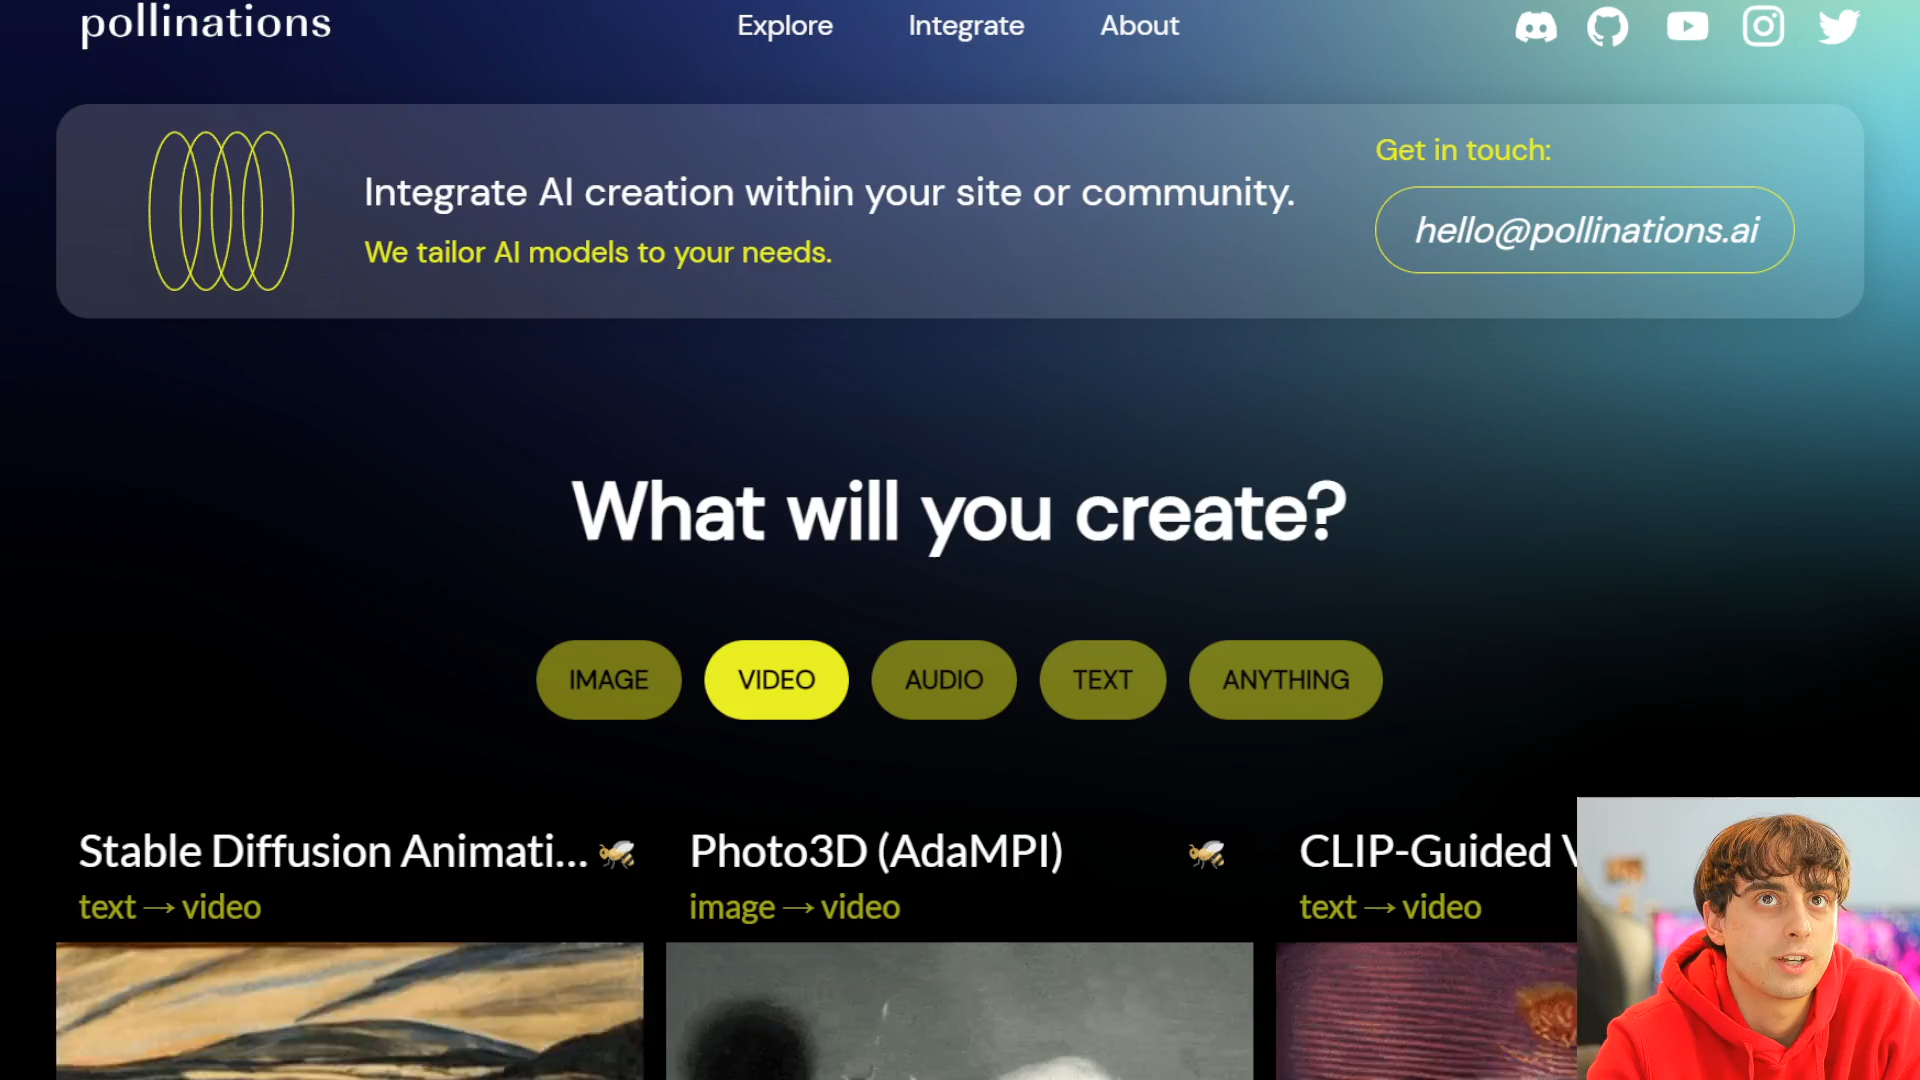 pollinations
Explore Integrate About
Integrate AI creation within your site or community.
We tailor AI models to your needs.
Get in touch:
hello@pollinations.ai
What will you create?
IMAGE VIDEO AUDIO TEXT ANYTHING
Stable Diffusion Animati...
text → video
Photo3D (AdaMPI)
image → video
CLIP-Guided V
text → video